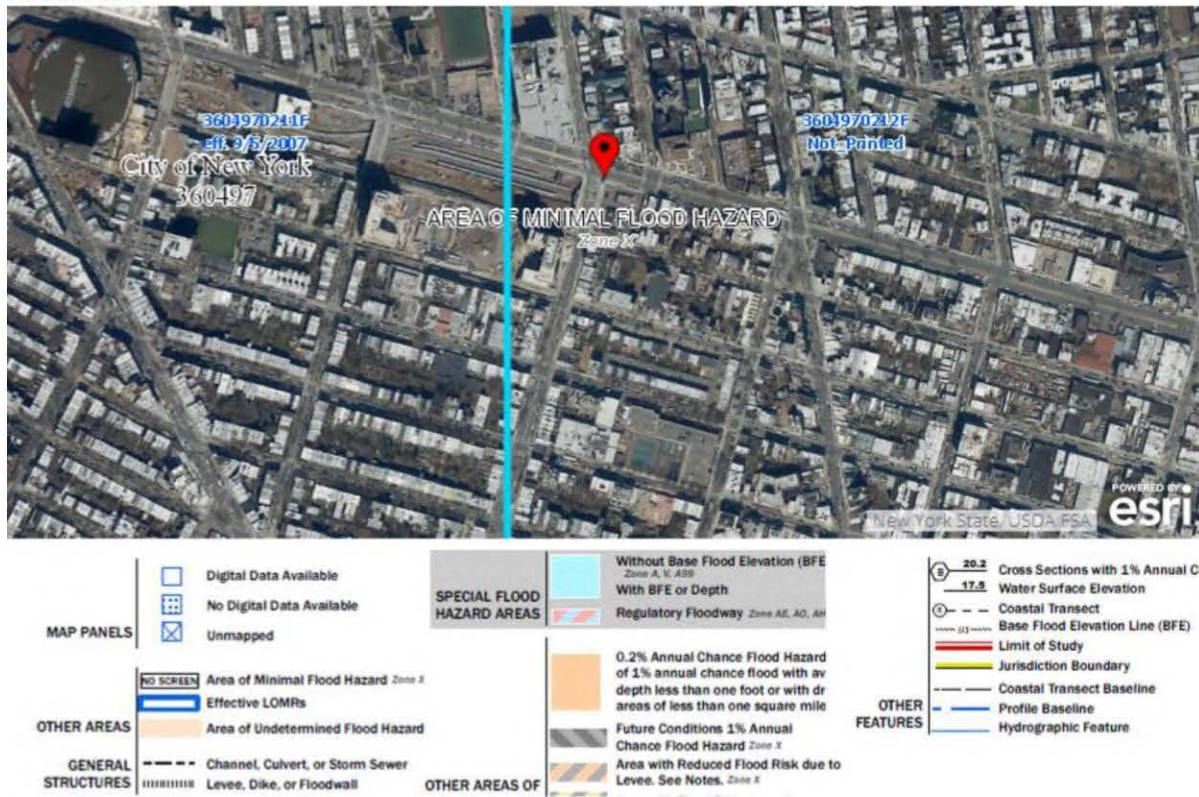 3604970211F
Eff. 9/5/2007
City of New York
360497
3604970212F
Not_Printed
AREA OF MINIMAL FLOOD HAZARD
Zone X
New York State, USDA FSA
POWERED BY
esri
MAP PANELS
Digital Data Available
No Digital Data Available
Unmapped
NO SCREEN Area of Minimal Flood Hazard Zone X
Effective LOMRs
OTHER AREAS
Area of Undetermined Flood Hazard
GENERAL STRUCTURES
Channel, Culvert, or Storm Sewer
Levee, Dike, or Floodwall
SPECIAL FLOOD
HAZARD AREAS
Without Base Flood Elevation (BFE
Zone A, V, A99
With BFE or Depth
Regulatory Floodway Zone AE, AO, AH
0.2% Annual Chance Flood Hazard
of 1% annual chance flood with av
depth less than one foot or with dr
areas of less than one square mile
Future Conditions 1% Annual
Chance Flood Hazard Zone X
Area with Reduced Flood Risk due to
Levee. See Notes. Zone X
OTHER AREAS OF
B 20.2 Cross Sections with 1% Annual C
17.5 Water Surface Elevation
Coastal Transect
Base Flood Elevation Line (BFE)
Limit of Study
Jurisdiction Boundary
Coastal Transect Baseline
OTHER
FEATURES
Profile Baseline
Hydrographic Feature